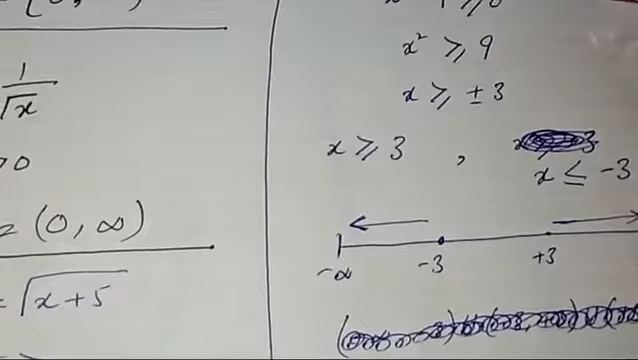 1/√x
>0
= (0, ∞)
= √x+5
x² ≥ 9
x ≥ ± 3
x ≥ 3 , x ≤ -3
-∞ -3 +3